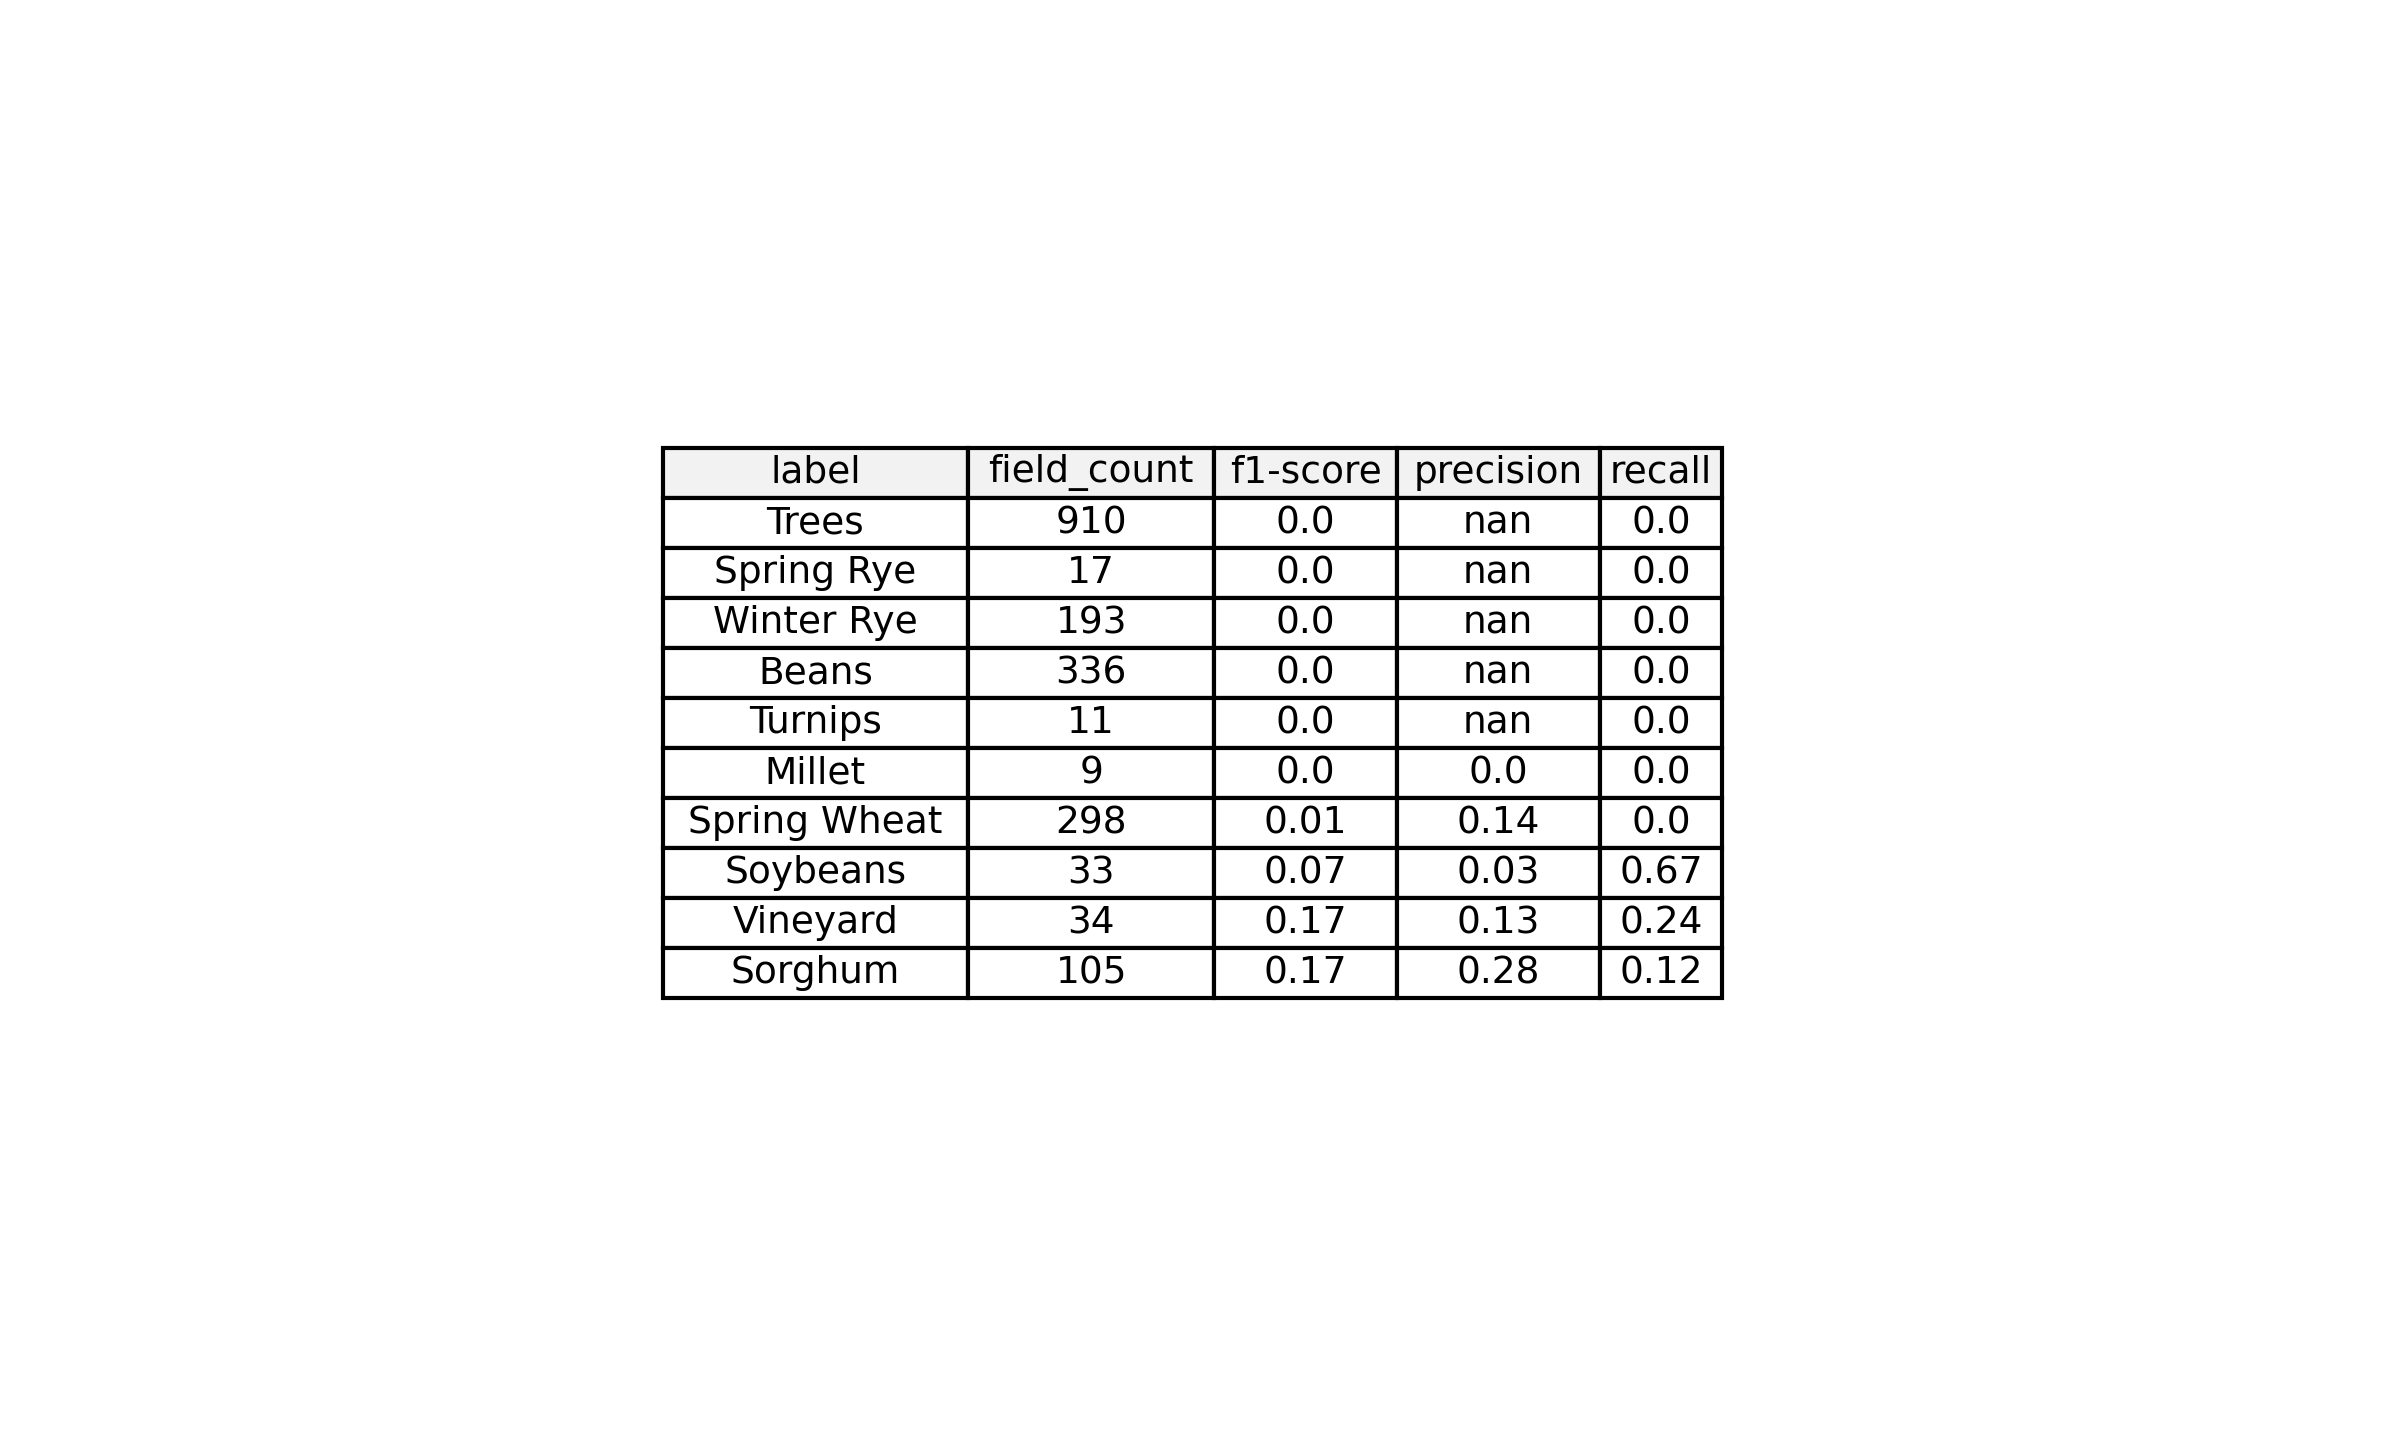 label field_count f1-score precision recall
Trees 910 0.0 nan 0.0
Spring Rye 17 0.0 nan 0.0
Winter Rye 193 0.0 nan 0.0
Beans 336 0.0 nan 0.0
Turnips 11 0.0 nan 0.0
Millet 9 0.0 0.0 0.0
Spring Wheat 298 0.01 0.14 0.0
Soybeans 33 0.07 0.03 0.67
Vineyard 34 0.17 0.13 0.24
Sorghum 105 0.17 0.28 0.12